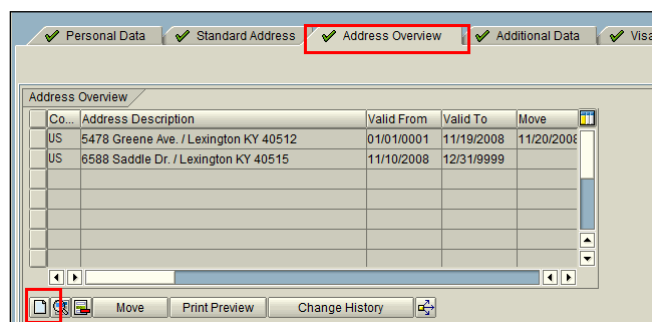 Personal Data Standard Address Address Overview Additional Data Visa
Address Overview
Co... Address Description Valid From Valid To Move
US 5478 Greene Ave. / Lexington KY 40512 01/01/0001 11/19/2008 11/20/2008
US 6588 Saddle Dr. / Lexington KY 40515 11/10/2008 12/31/9999
Move Print Preview Change History